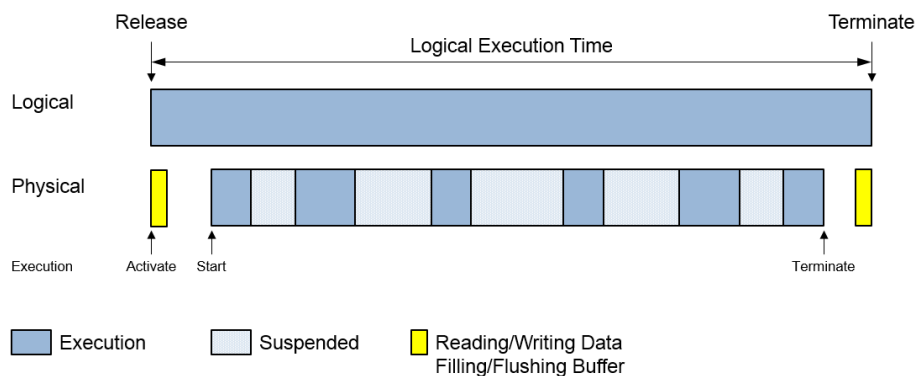 Release
Terminate
Logical Execution Time
Logical
Physical
Execution
Activate
Start
Terminate
Execution
Suspended
Reading/Writing Data
Filling/Flushing Buffer